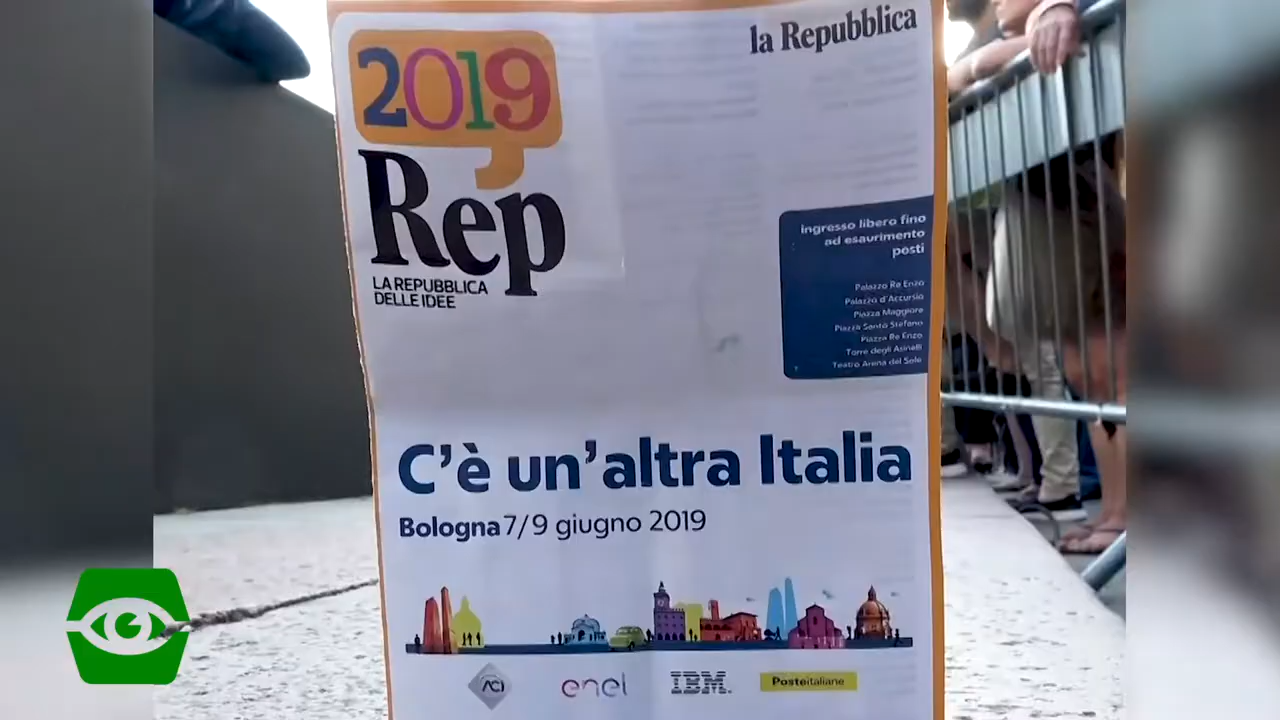 la Repubblica
2019
Rep
LA REPUBBLICA
DELLE IDEE
ingresso libero fino
ad esaurimento
posti
Palazzo Re Enzo
Palazzo d'Accursio
Piazza Maggiore
Piazza Santo Stefano
Piazza Re Enzo
Torre degli Asinelli
Teatro Arena del Sole
C'è un'altra Italia
Bologna 7/9 giugno 2019
ACI
enel
IBM.
Posteitaliane